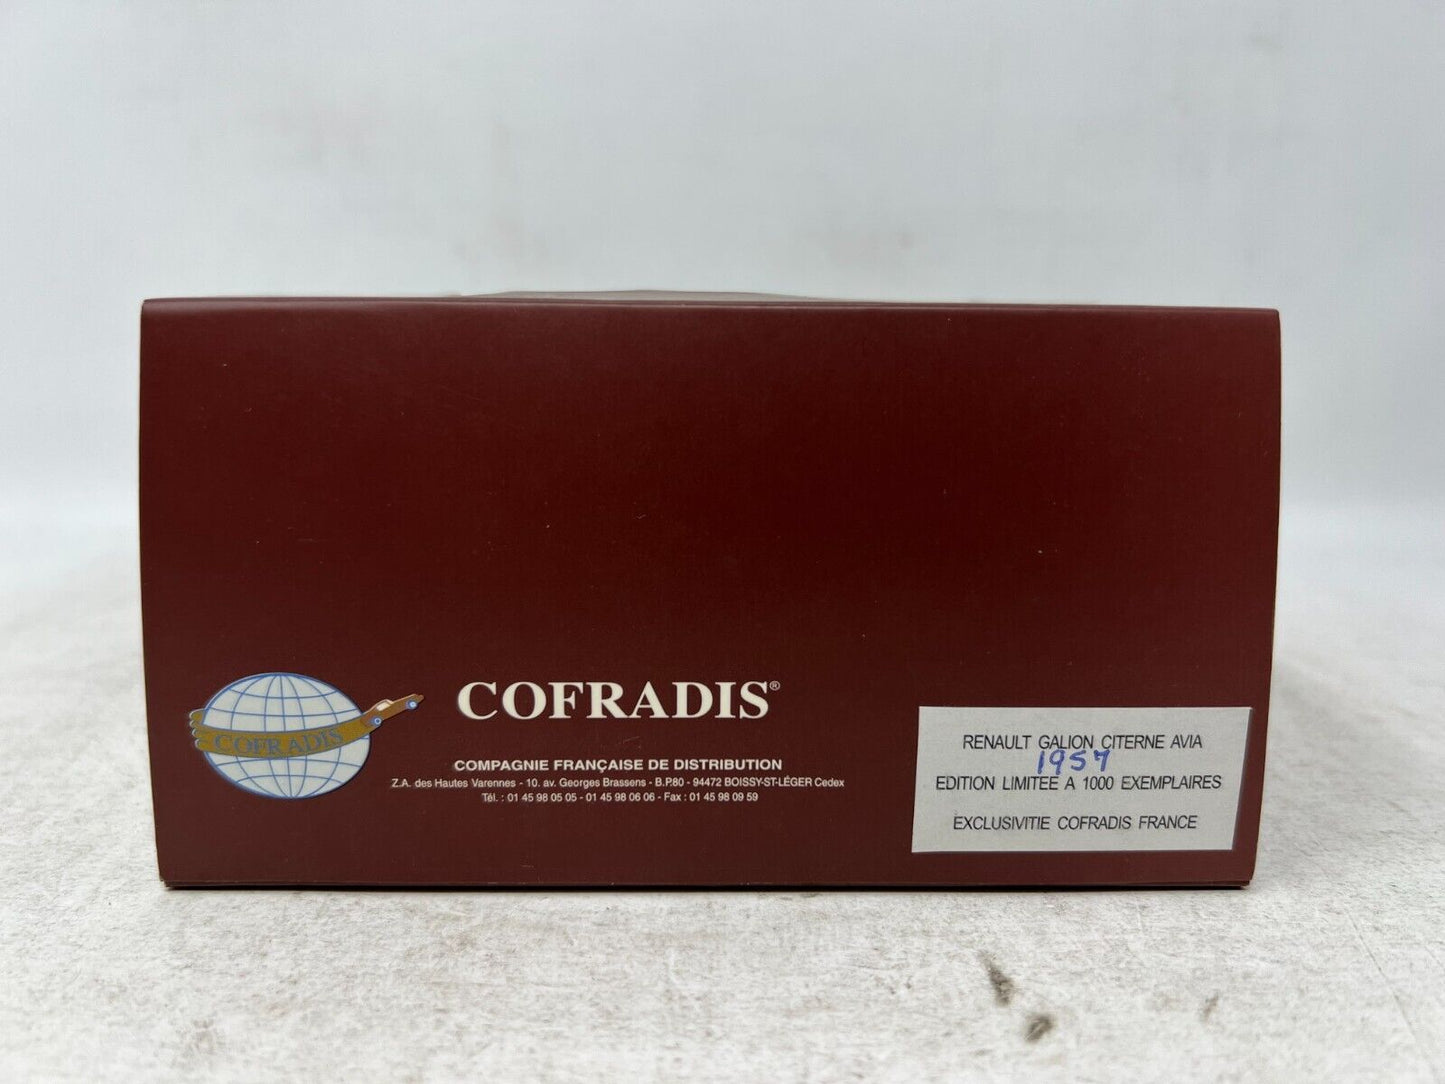 COFRADIS
COFRADIS®
COMPAGNIE FRANÇAISE DE DISTRIBUTION
Z.A. des Hautes Varennes - 10. av. Georges Brassens - B.P.80 - 94472 BOISSY-ST-LÉGER Cedex
Tél. : 01 45 98 05 05 - 01 45 98 06 06 - Fax : 01 45 98 09 59
RENAULT GALION CITERNE AVIA
1957
EDITION LIMITEE A 1000 EXEMPLAIRES
EXCLUSIVITIE COFRADIS FRANCE